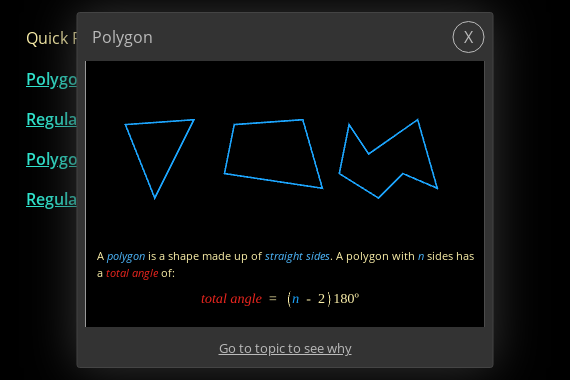 Polygon
X
Quick
Polygo
Regula
Polygo
Regula
A polygon is a shape made up of straight sides. A polygon with n sides has
a total angle of:
total angle = (n - 2)180º
Go to topic to see why